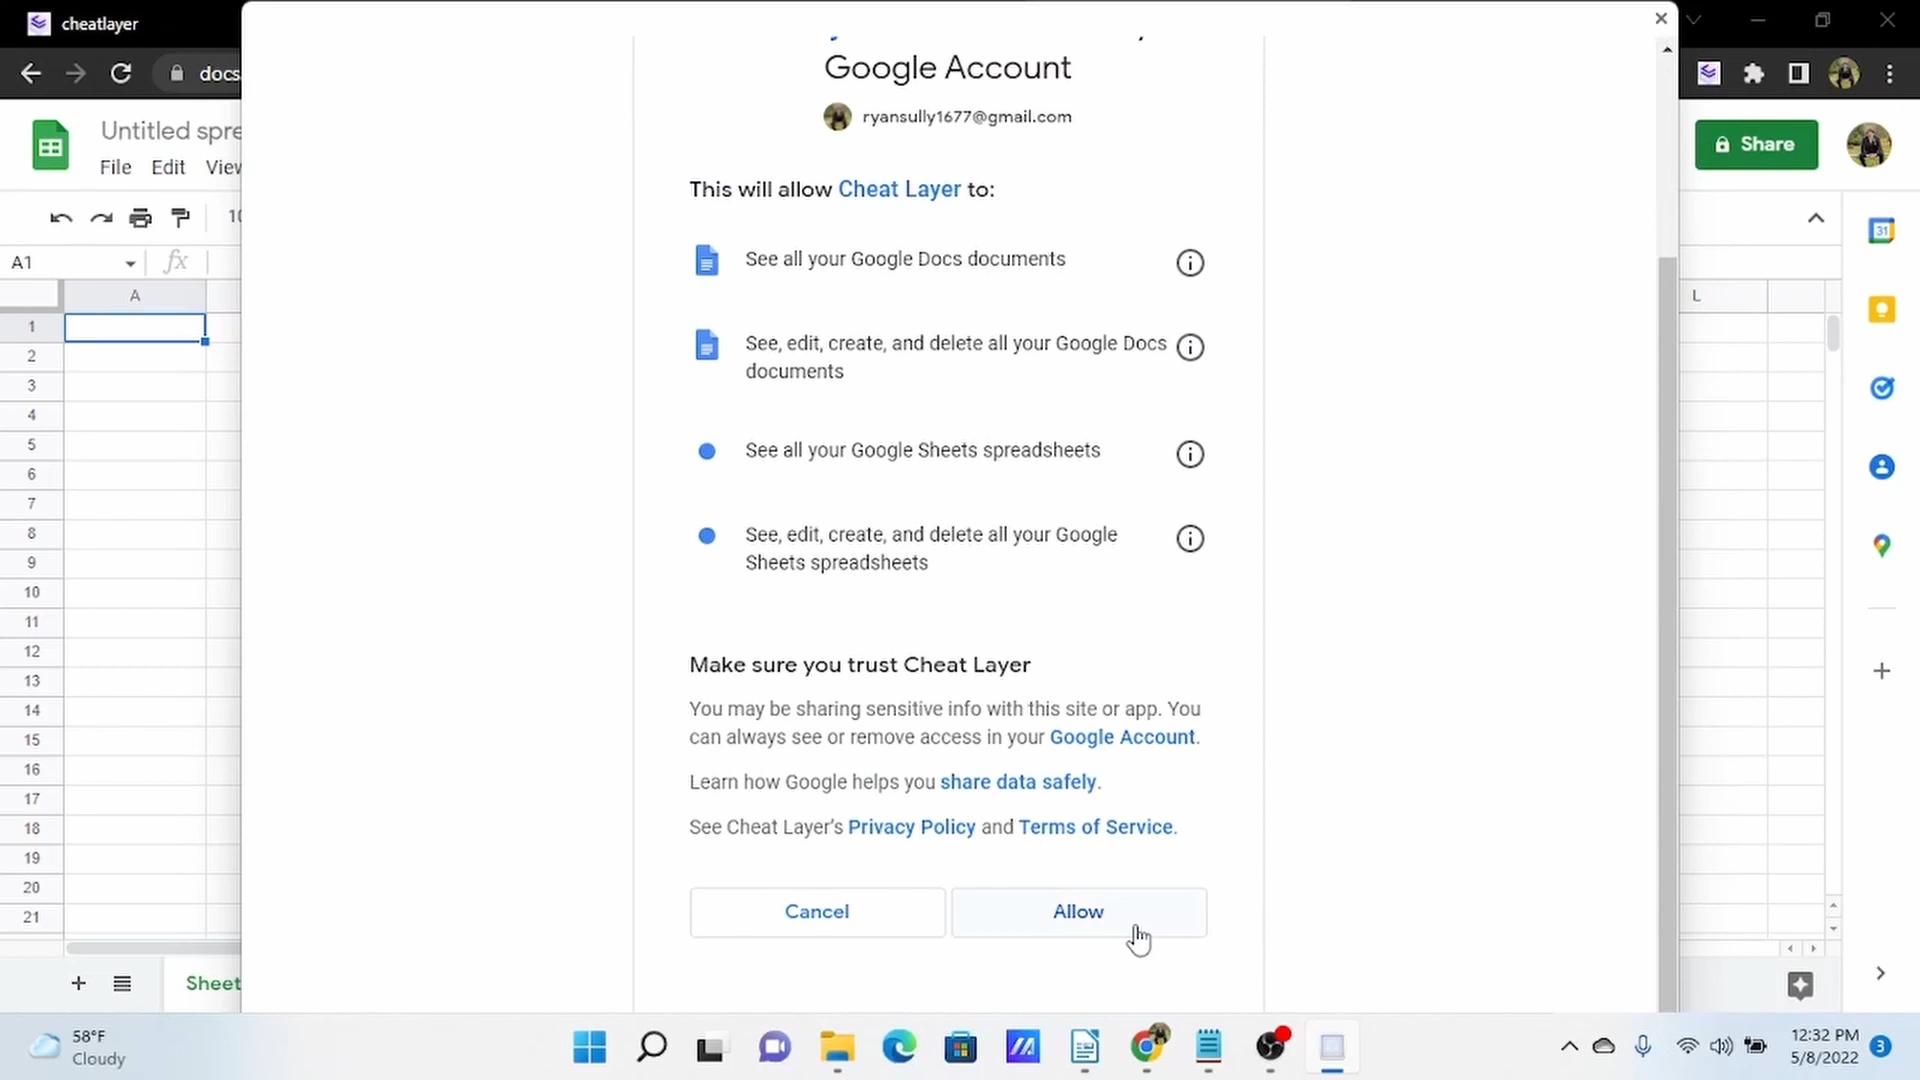 cheatlayer
docs.
Untitled spre
File Edit View
10
A1
fx
A
L
1
2
3
4
5
6
7
8
9
10
11
12
13
14
15
16
17
18
19
20
21
Sheet
Google Account
ryansully1677@gmail.com
This will allow Cheat Layer to:
See all your Google Docs documents
See, edit, create, and delete all your Google Docs
documents
See all your Google Sheets spreadsheets
See, edit, create, and delete all your Google
Sheets spreadsheets
Make sure you trust Cheat Layer
You may be sharing sensitive info with this site or app. You
can always see or remove access in your Google Account.
Learn how Google helps you share data safely.
See Cheat Layer's Privacy Policy and Terms of Service.
Cancel Allow
Share
31
58°F
Cloudy
12:32 PM
5/8/2022
3